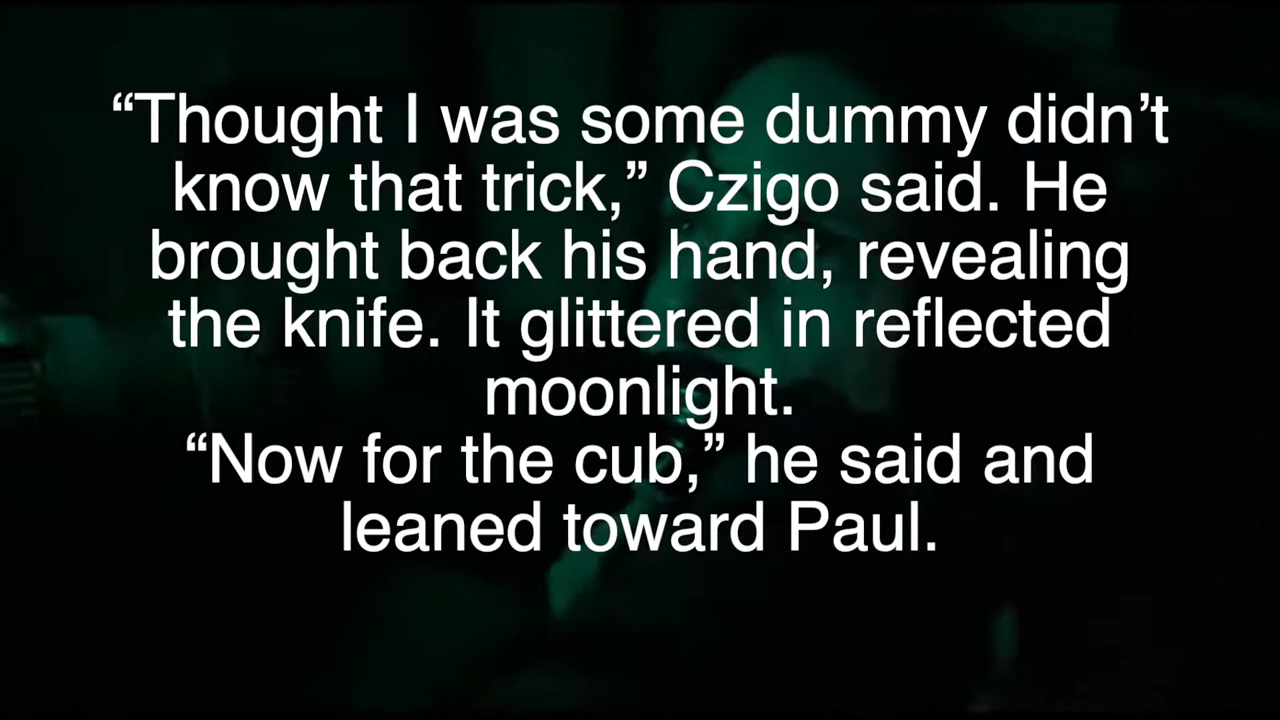 “Thought I was some dummy didn’t
know that trick,” Czigo said. He
brought back his hand, revealing
the knife. It glittered in reflected
moonlight.
“Now for the cub,” he said and
leaned toward Paul.